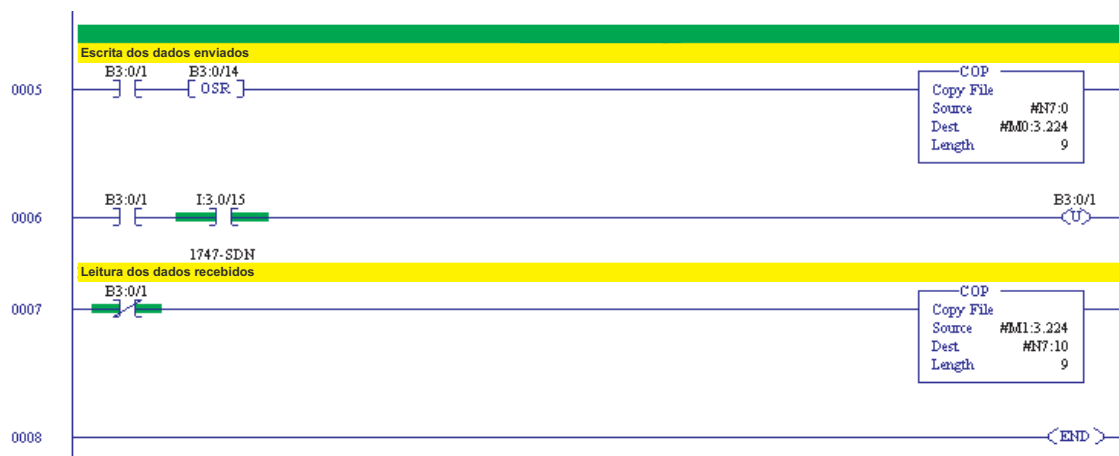 Escrita dos dados enviados
B3:0/1 B3:0/14
0005
OSR
COP
Copy File
Source #N7:0
Dest #M0:3.224
Length 9
B3:0/1 I:3.0/15 B3:0/1
0006
U
1747-SDN
Leitura dos dados recebidos
B3:0/1
0007
COP
Copy File
Source #M1:3.224
Dest #N7:10
Length 9
0008
END